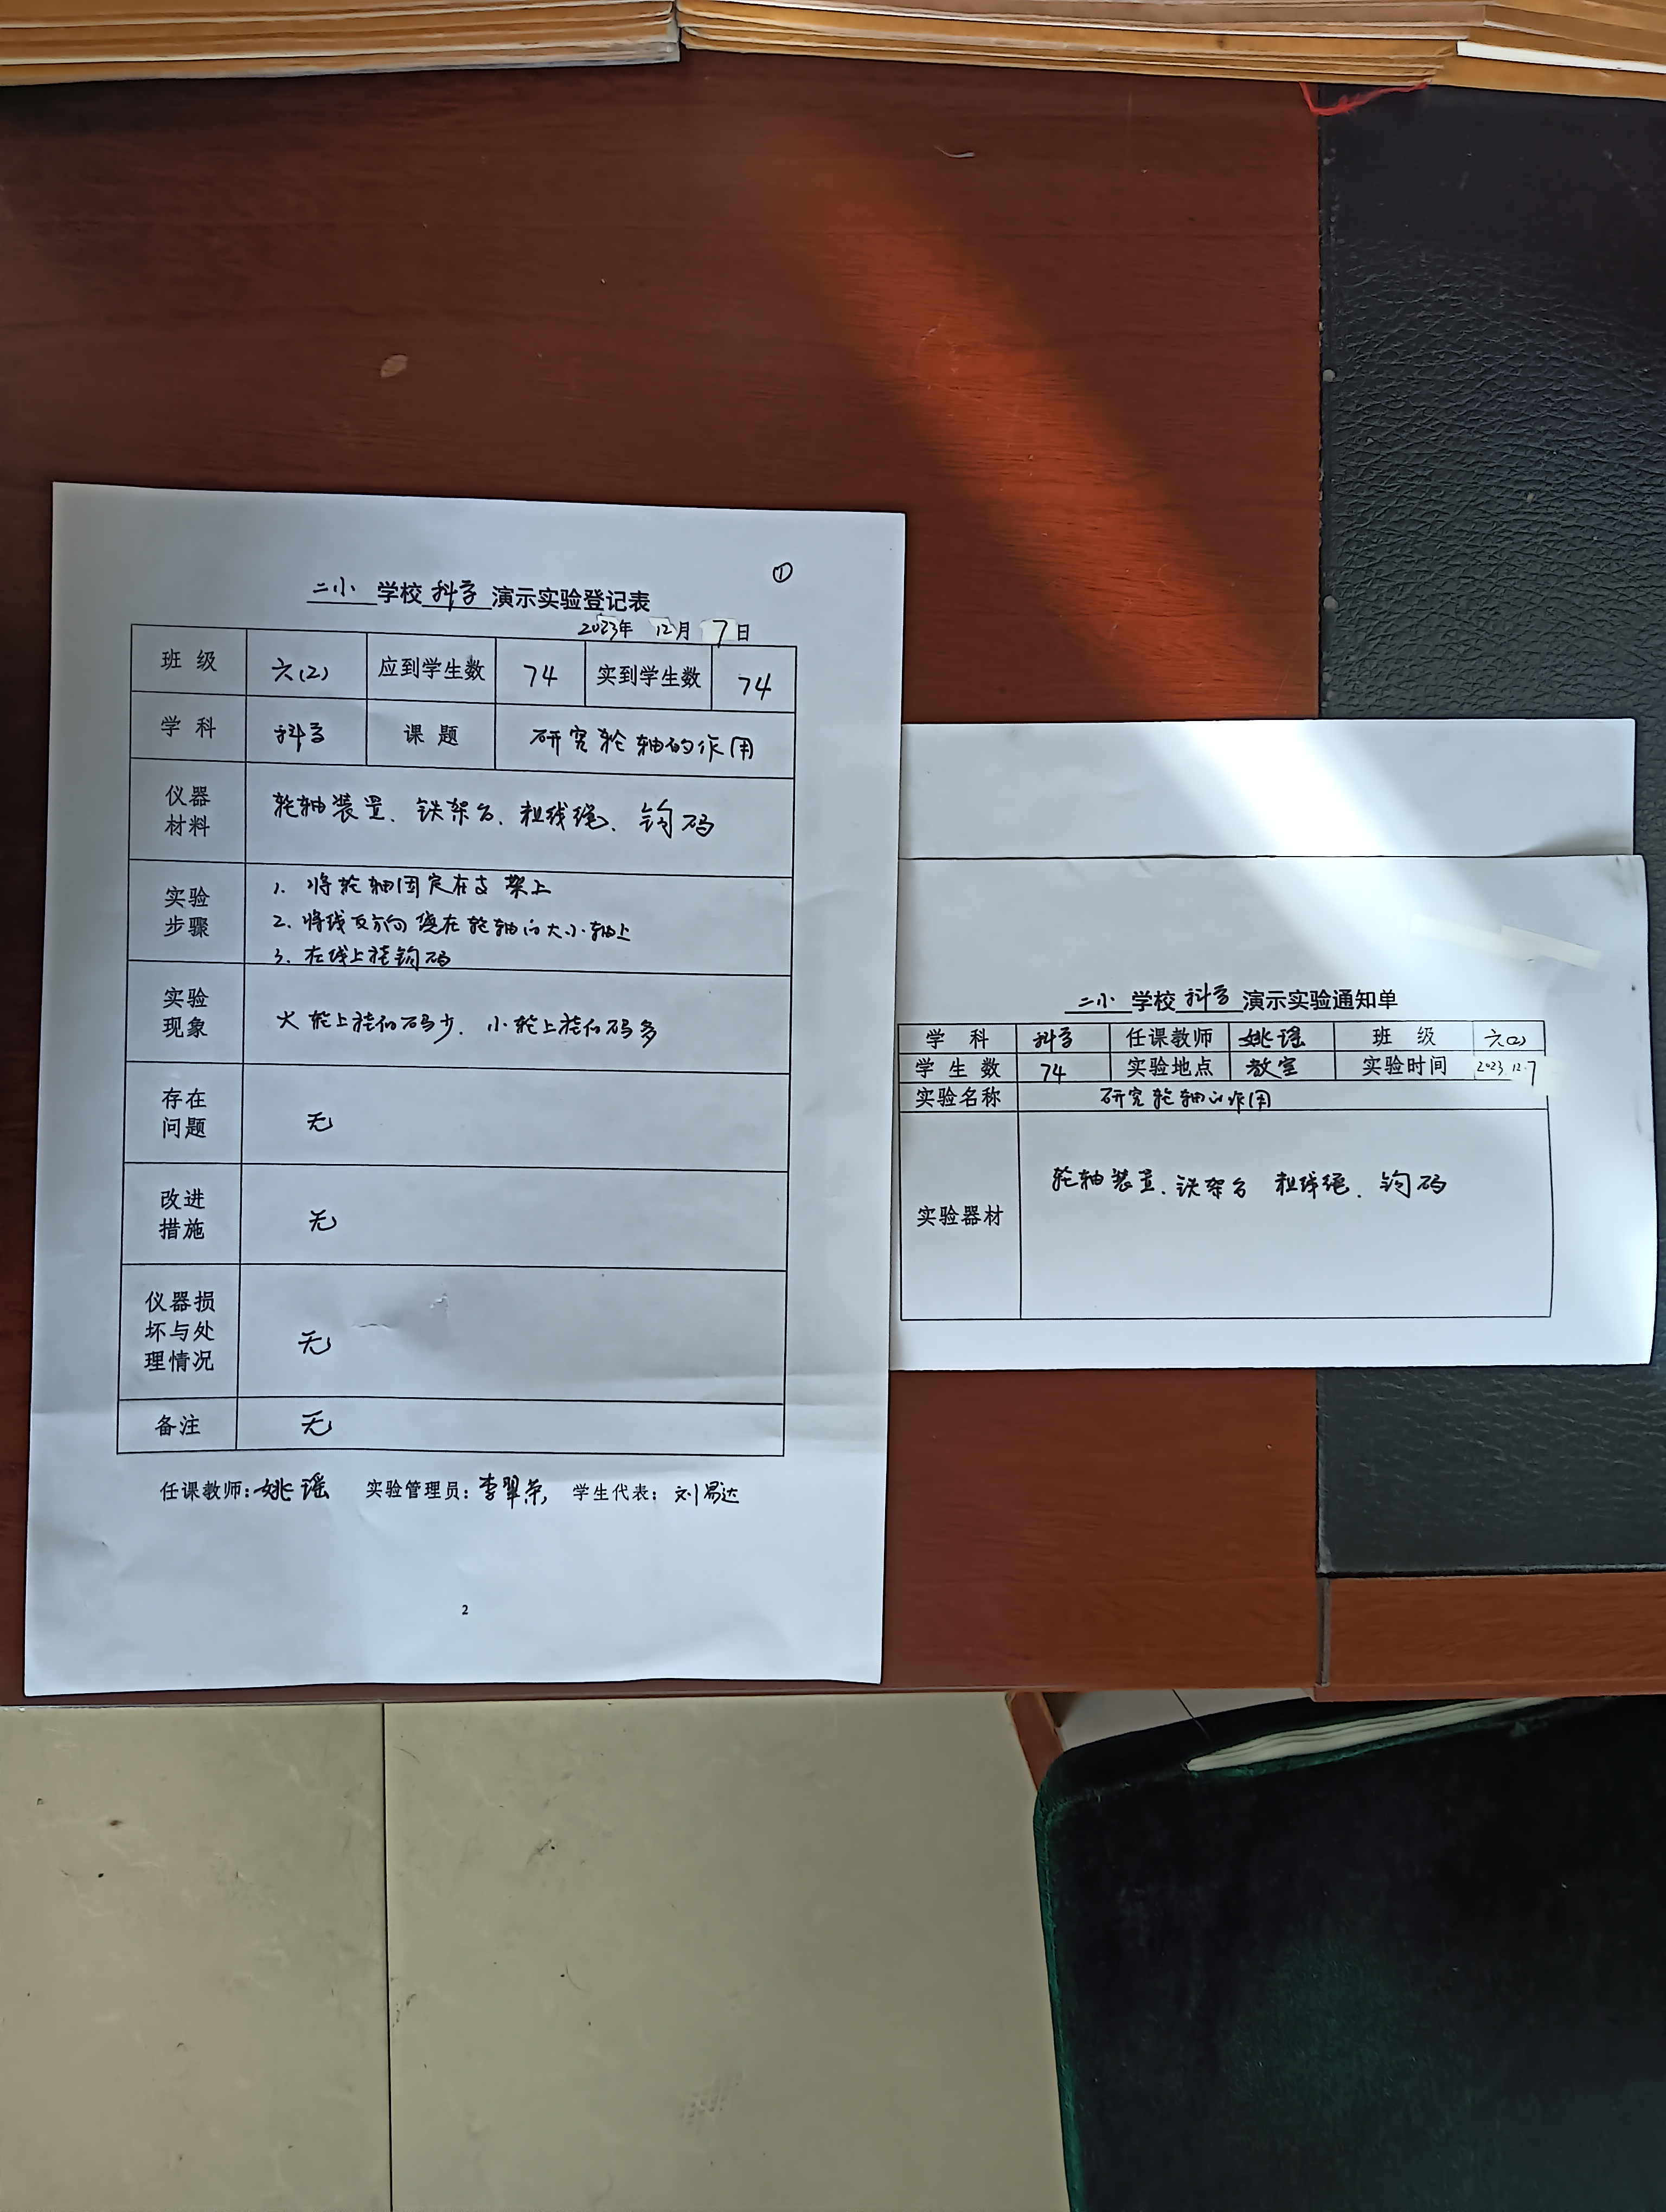 ①
二小 学校 科学 演示实验登记表
2023年 12月 7日
班 级 六(2) 应到学生数 74 实到学生数 74
学 科 科学 课 题 研究轮轴的作用
仪器材料 轮轴装置、铁架台、粗线绳、钩码
实验步骤 1. 将轮轴固定在支架上
2. 将线反方向绕在轮轴的大小轴上
3. 在线上挂钩码
实验现象 大轮上挂的码少. 小轮上挂的码多
存在问题 无
改进措施 无
仪器损坏与处理情况 无
备注 无
任课教师: 姚瑶 实验管理员: 李翠荣 学生代表: 刘易达
2
二小 学校 科学 演示实验通知单
学 科 科学 任课教师 姚瑶 班 级 六(2)
学 生 数 74 实验地点 教室 实验时间 2023.12.7
实验名称 研究轮轴的作用
实验器材 轮轴装置、铁架台 粗线绳、钩码